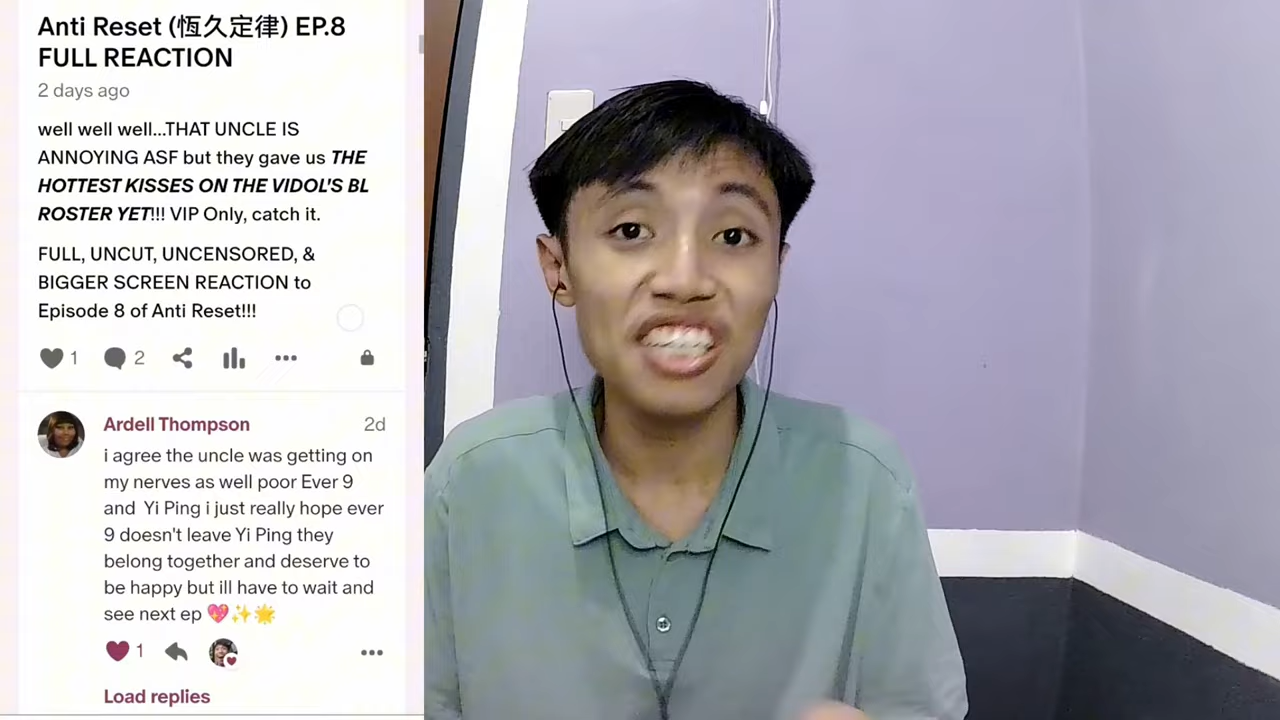 Anti Reset (恆久定律) EP.8
FULL REACTION
2 days ago
well well well...THAT UNCLE IS
ANNOYING ASF but they gave us THE
HOTTEST KISSES ON THE VIDOL'S BL
ROSTER YET!!! VIP Only, catch it.
FULL, UNCUT, UNCENSORED, &
BIGGER SCREEN REACTION to
Episode 8 of Anti Reset!!!
1 2
Ardell Thompson 2d
i agree the uncle was getting on
my nerves as well poor Ever 9
and Yi Ping i just really hope ever
9 doesn't leave Yi Ping they
belong together and deserve to
be happy but ill have to wait and
see next ep 💖✨🌟
1
Load replies